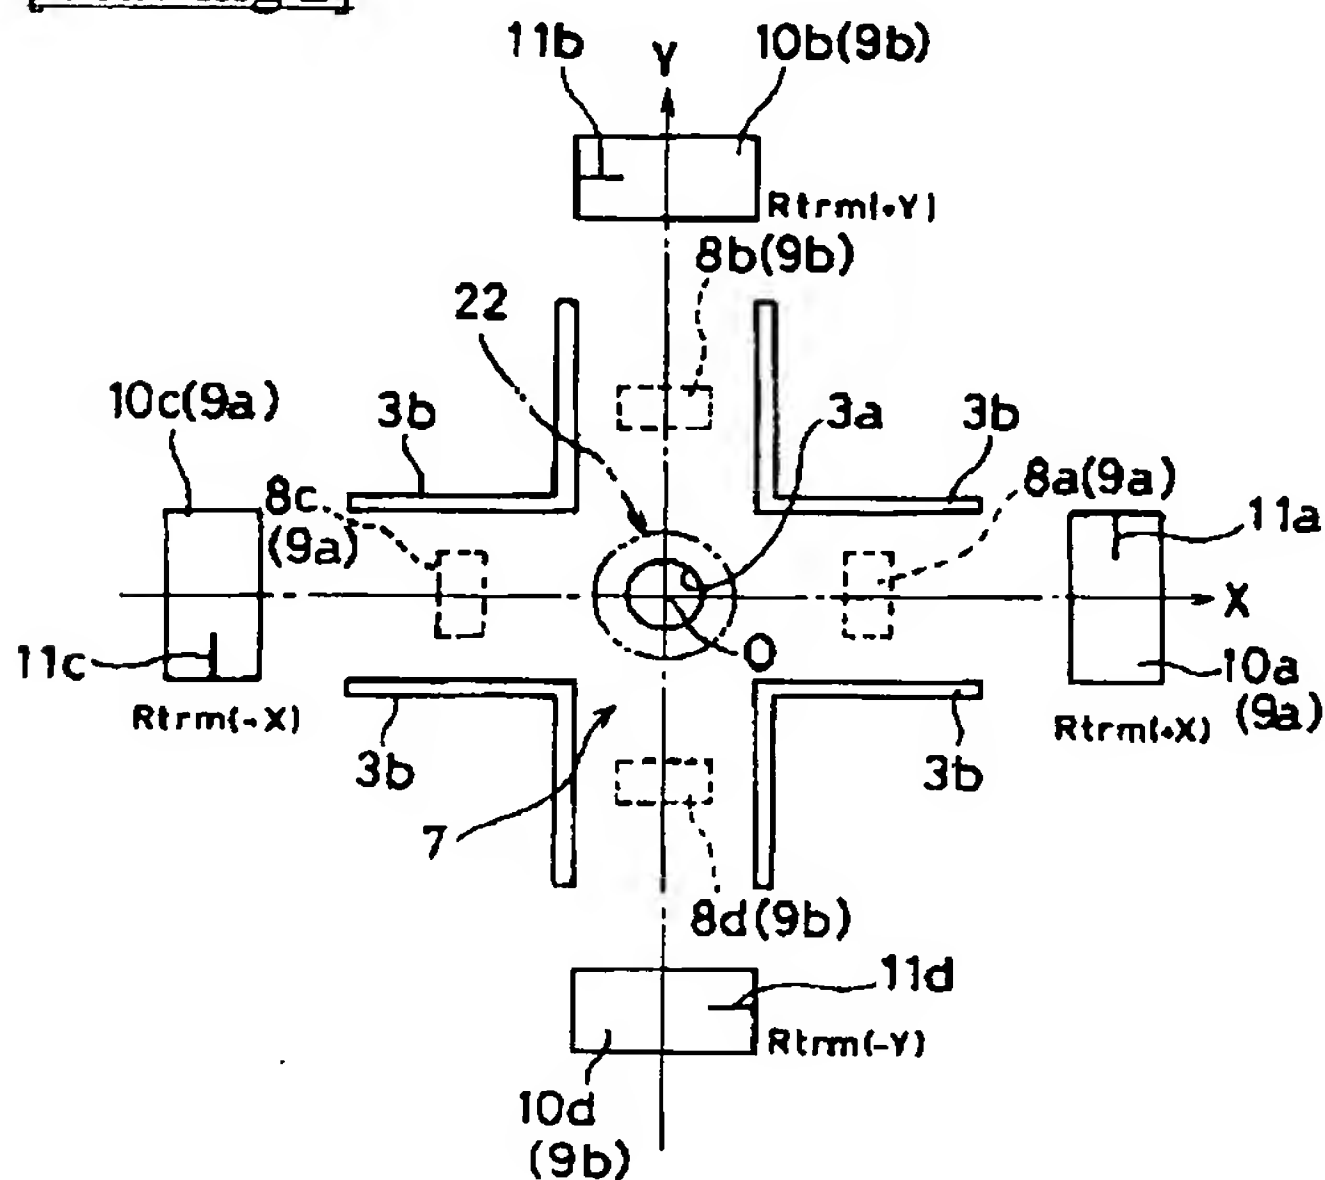 11b
Y
10b(9b)
Rtrm(+Y)
8b(9b)
22
10c(9a)
3b
3a
3b
8c
(9a)
8a(9a)
11a
X
11c
O
10a
(9a)
Rtrm(-X)
Rtrm(+X)
3b
3b
7
8d(9b)
11d
Rtrm(-Y)
10d
(9b)